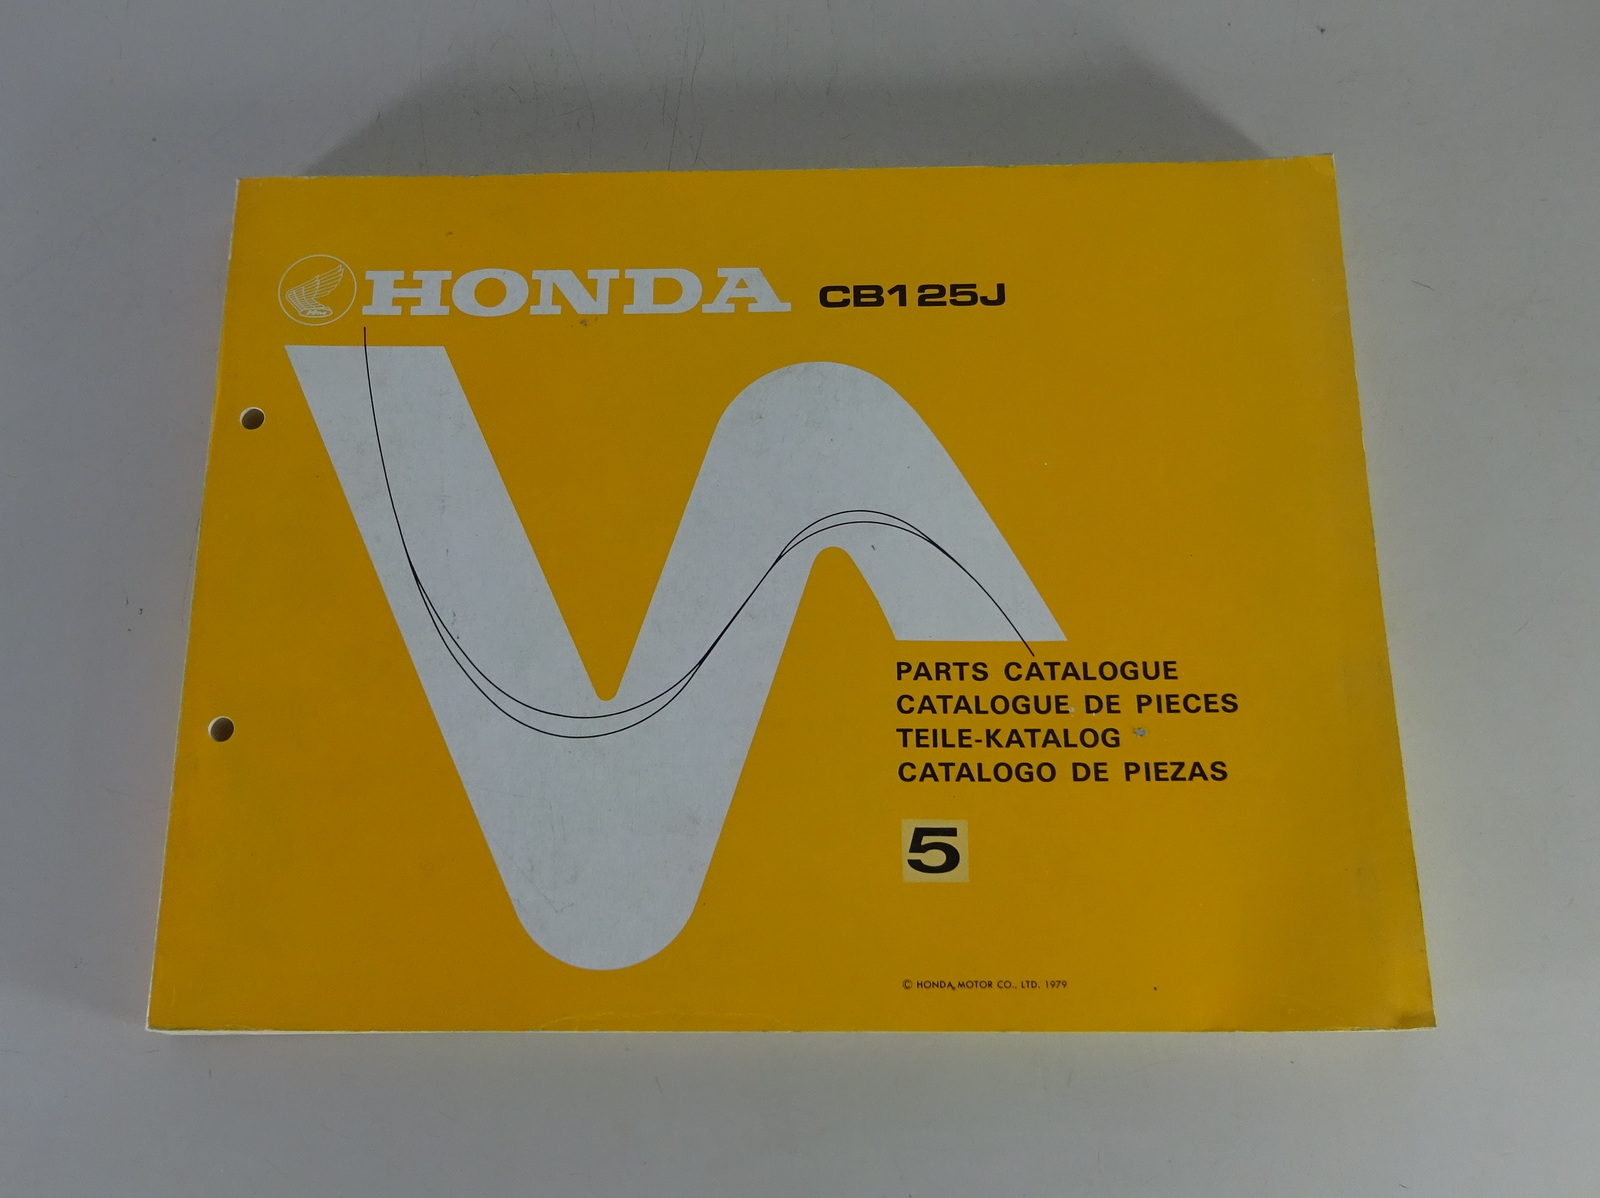 HONDA CB125J
PARTS CATALOGUE
CATALOGUE DE PIECES
TEILE-KATALOG
CATALOGO DE PIEZAS
5
© HONDA MOTOR CO., LTD. 1979